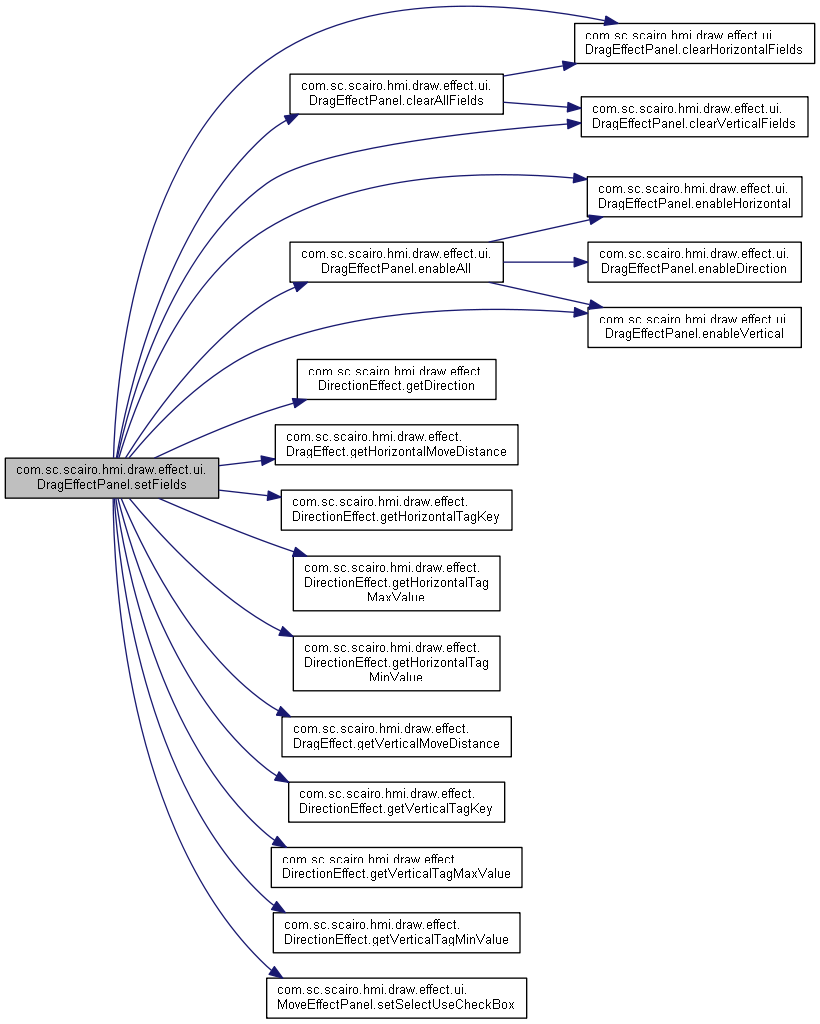 com.sc.scairo.hmi.draw.effect.ui.
DragEffectPanel.clearHorizontalFields
com.sc.scairo.hmi.draw.effect.ui.
DragEffectPanel.clearAllFields
com.sc.scairo.hmi.draw.effect.ui.
DragEffectPanel.clearVerticalFields
com.sc.scairo.hmi.draw.effect.ui.
DragEffectPanel.enableHorizontal
com.sc.scairo.hmi.draw.effect.ui.
DragEffectPanel.enableAll
com.sc.scairo.hmi.draw.effect.ui.
DragEffectPanel.enableDirection
com.sc.scairo.hmi.draw.effect.ui.
DragEffectPanel.enableVertical
com.sc.scairo.hmi.draw.effect.
DirectionEffect.getDirection
com.sc.scairo.hmi.draw.effect.
DragEffect.getHorizontalMoveDistance
com.sc.scairo.hmi.draw.effect.ui.
DragEffectPanel.setFields
com.sc.scairo.hmi.draw.effect.
DirectionEffect.getHorizontalTagKey
com.sc.scairo.hmi.draw.effect.
DirectionEffect.getHorizontalTag
MaxValue
com.sc.scairo.hmi.draw.effect.
DirectionEffect.getHorizontalTag
MinValue
com.sc.scairo.hmi.draw.effect.
DragEffect.getVerticalMoveDistance
com.sc.scairo.hmi.draw.effect.
DirectionEffect.getVerticalTagKey
com.sc.scairo.hmi.draw.effect.
DirectionEffect.getVerticalTagMaxValue
com.sc.scairo.hmi.draw.effect.
DirectionEffect.getVerticalTagMinValue
com.sc.scairo.hmi.draw.effect.ui.
MoveEffectPanel.setSelectUseCheckBox